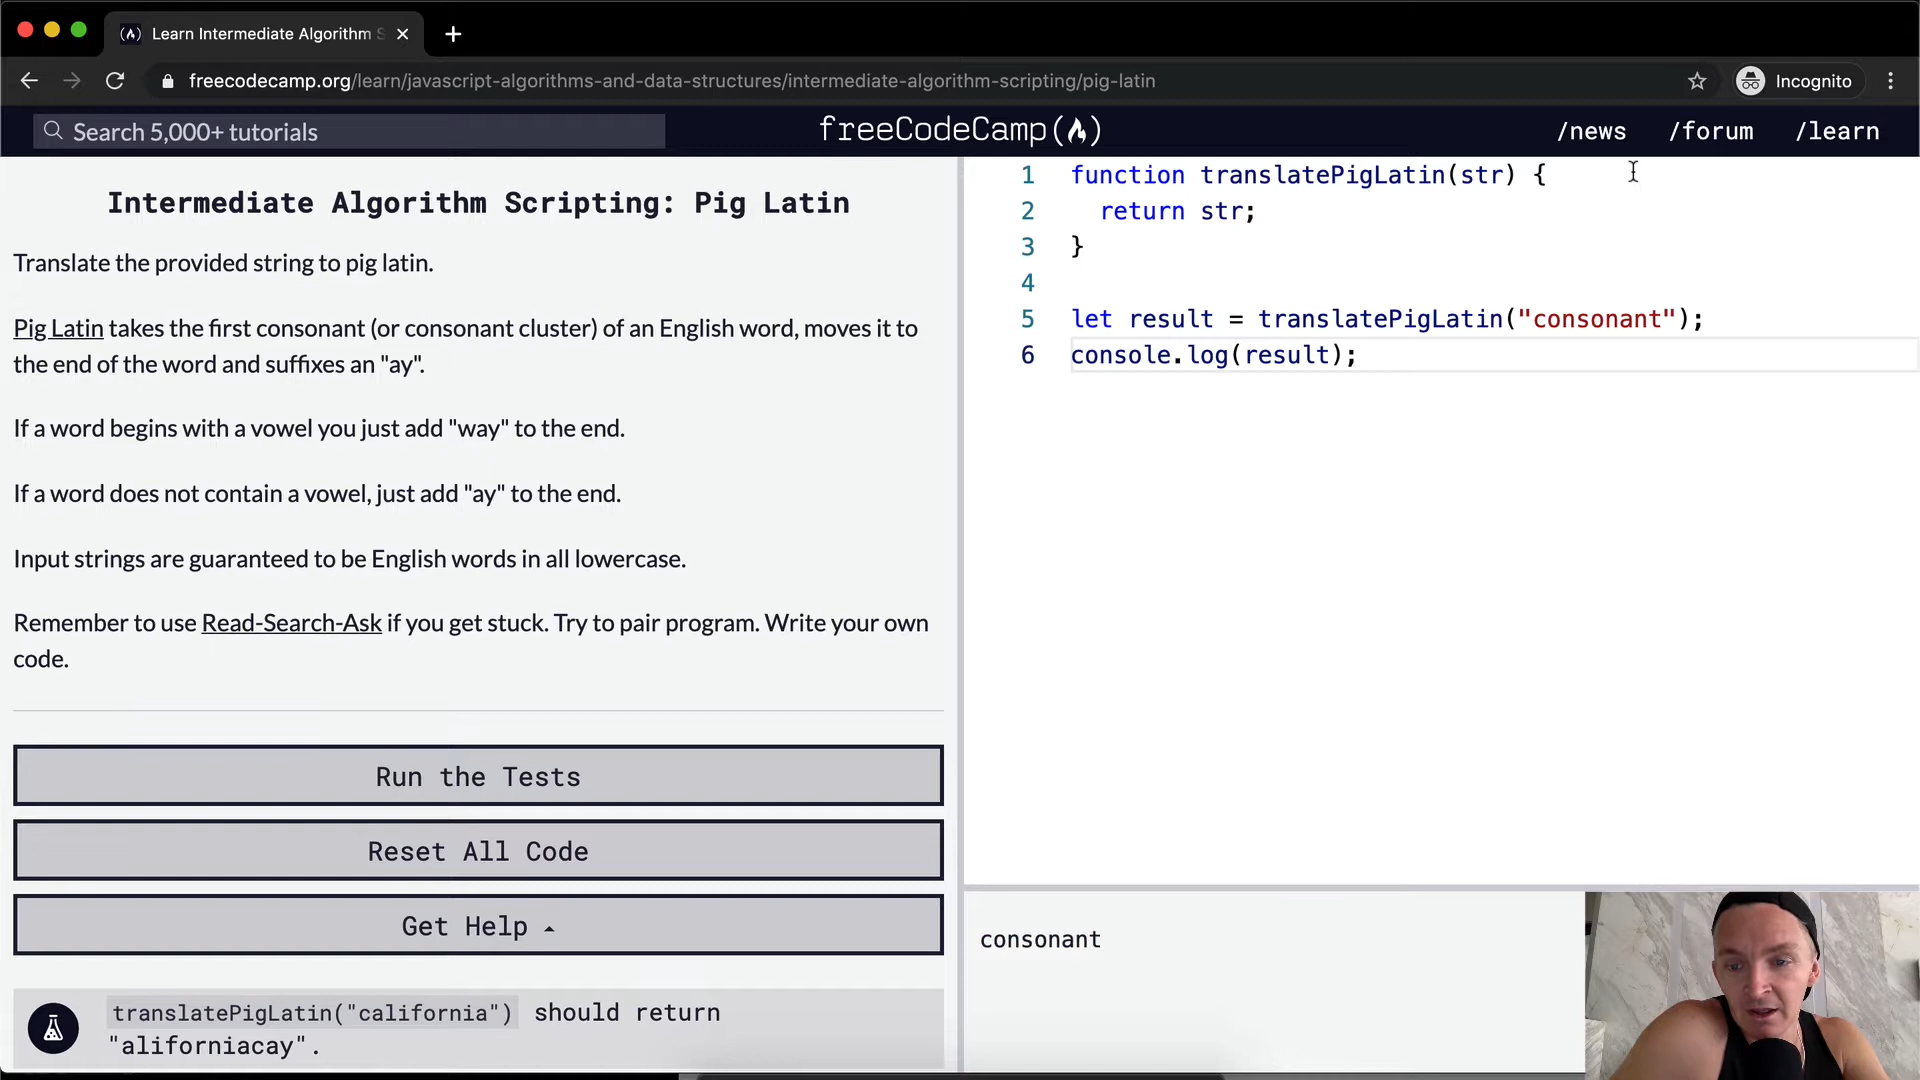 Learn Intermediate Algorithm S
freecodecamp.org/learn/javascript-algorithms-and-data-structures/intermediate-algorithm-scripting/pig-latin
Incognito
Search 5,000+ tutorials
freeCodeCamp
/news
/forum
/learn
Intermediate Algorithm Scripting: Pig Latin
Translate the provided string to pig latin.
Pig Latin takes the first consonant (or consonant cluster) of an English word, moves it to
the end of the word and suffixes an "ay".
If a word begins with a vowel you just add "way" to the end.
If a word does not contain a vowel, just add "ay" to the end.
Input strings are guaranteed to be English words in all lowercase.
Remember to use Read-Search-Ask if you get stuck. Try to pair program. Write your own
code.
Run the Tests
Reset All Code
Get Help
translatePigLatin("california") should return
"aliforniacay".
1 function translatePigLatin(str) {
2 return str;
3 }
4
5 let result = translatePigLatin("consonant");
6 console.log(result);
consonant